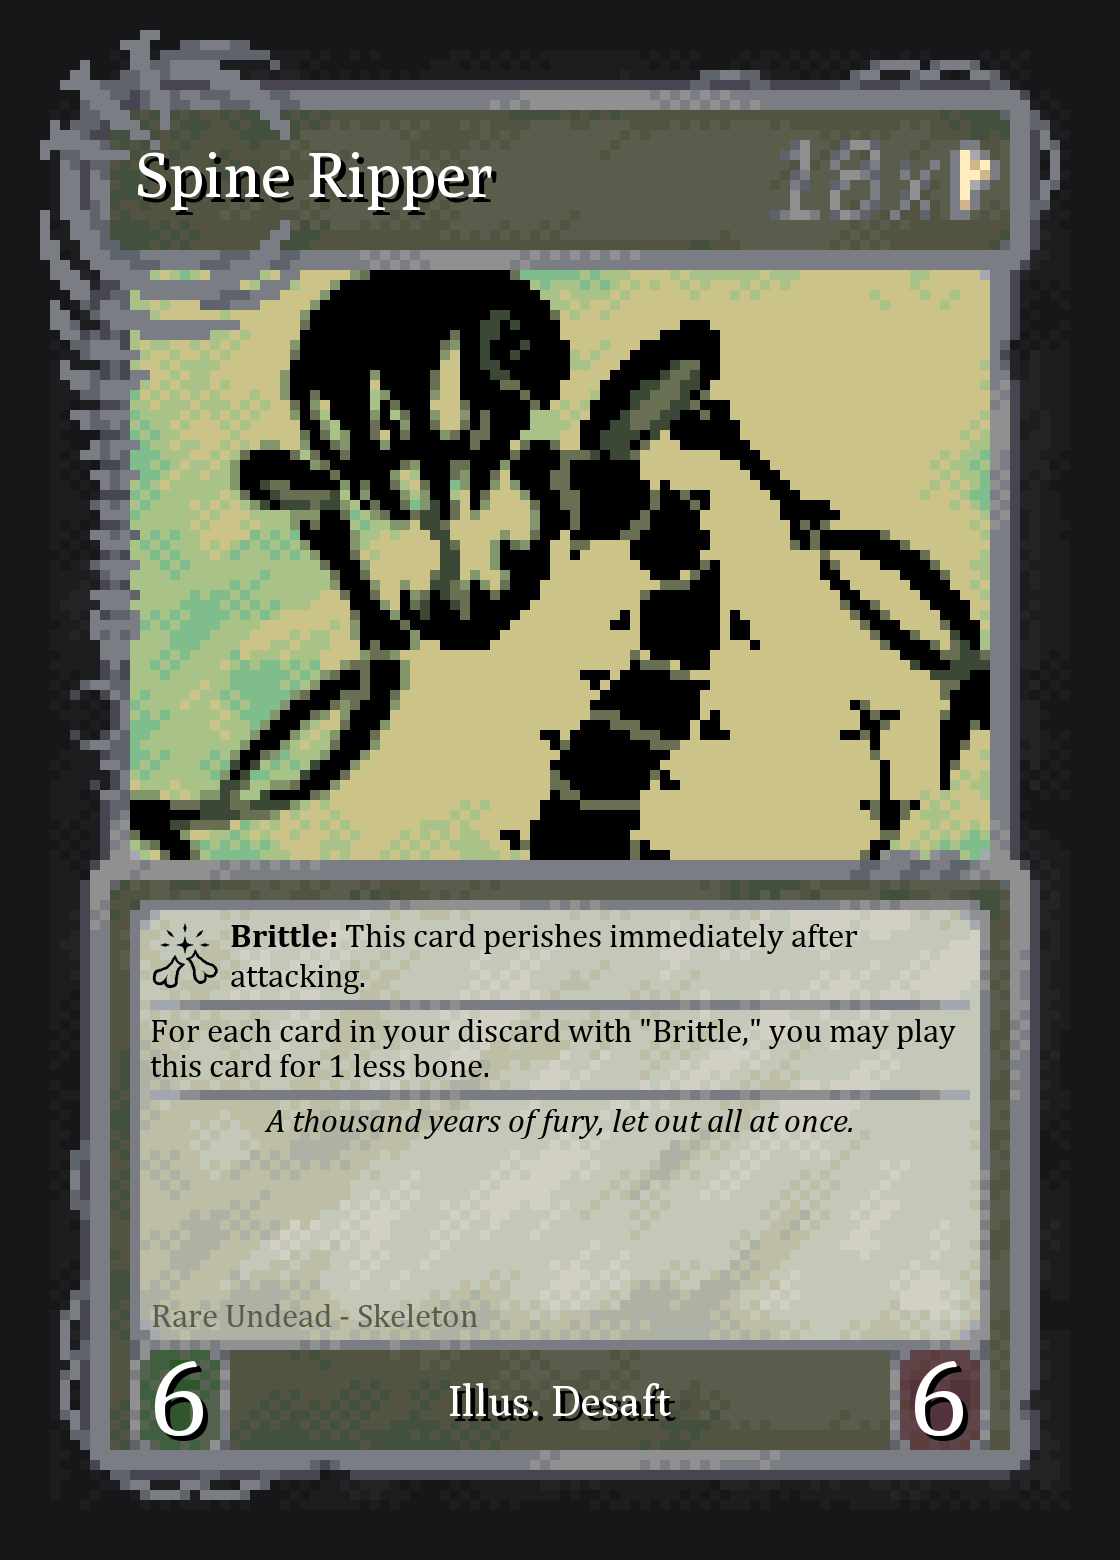 Spine Ripper 18x
Brittle: This card perishes immediately after
attacking.
For each card in your discard with "Brittle," you may play
this card for 1 less bone.
A thousand years of fury, let out all at once.
Rare Undead - Skeleton
6 Illus. Desaft 6